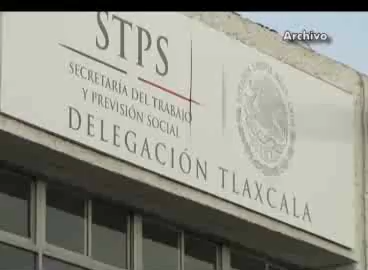 Archivo
STPS
SECRETARÍA DEL TRABAJO
Y PREVISIÓN SOCIAL
DELEGACIÓN TLAXCALA